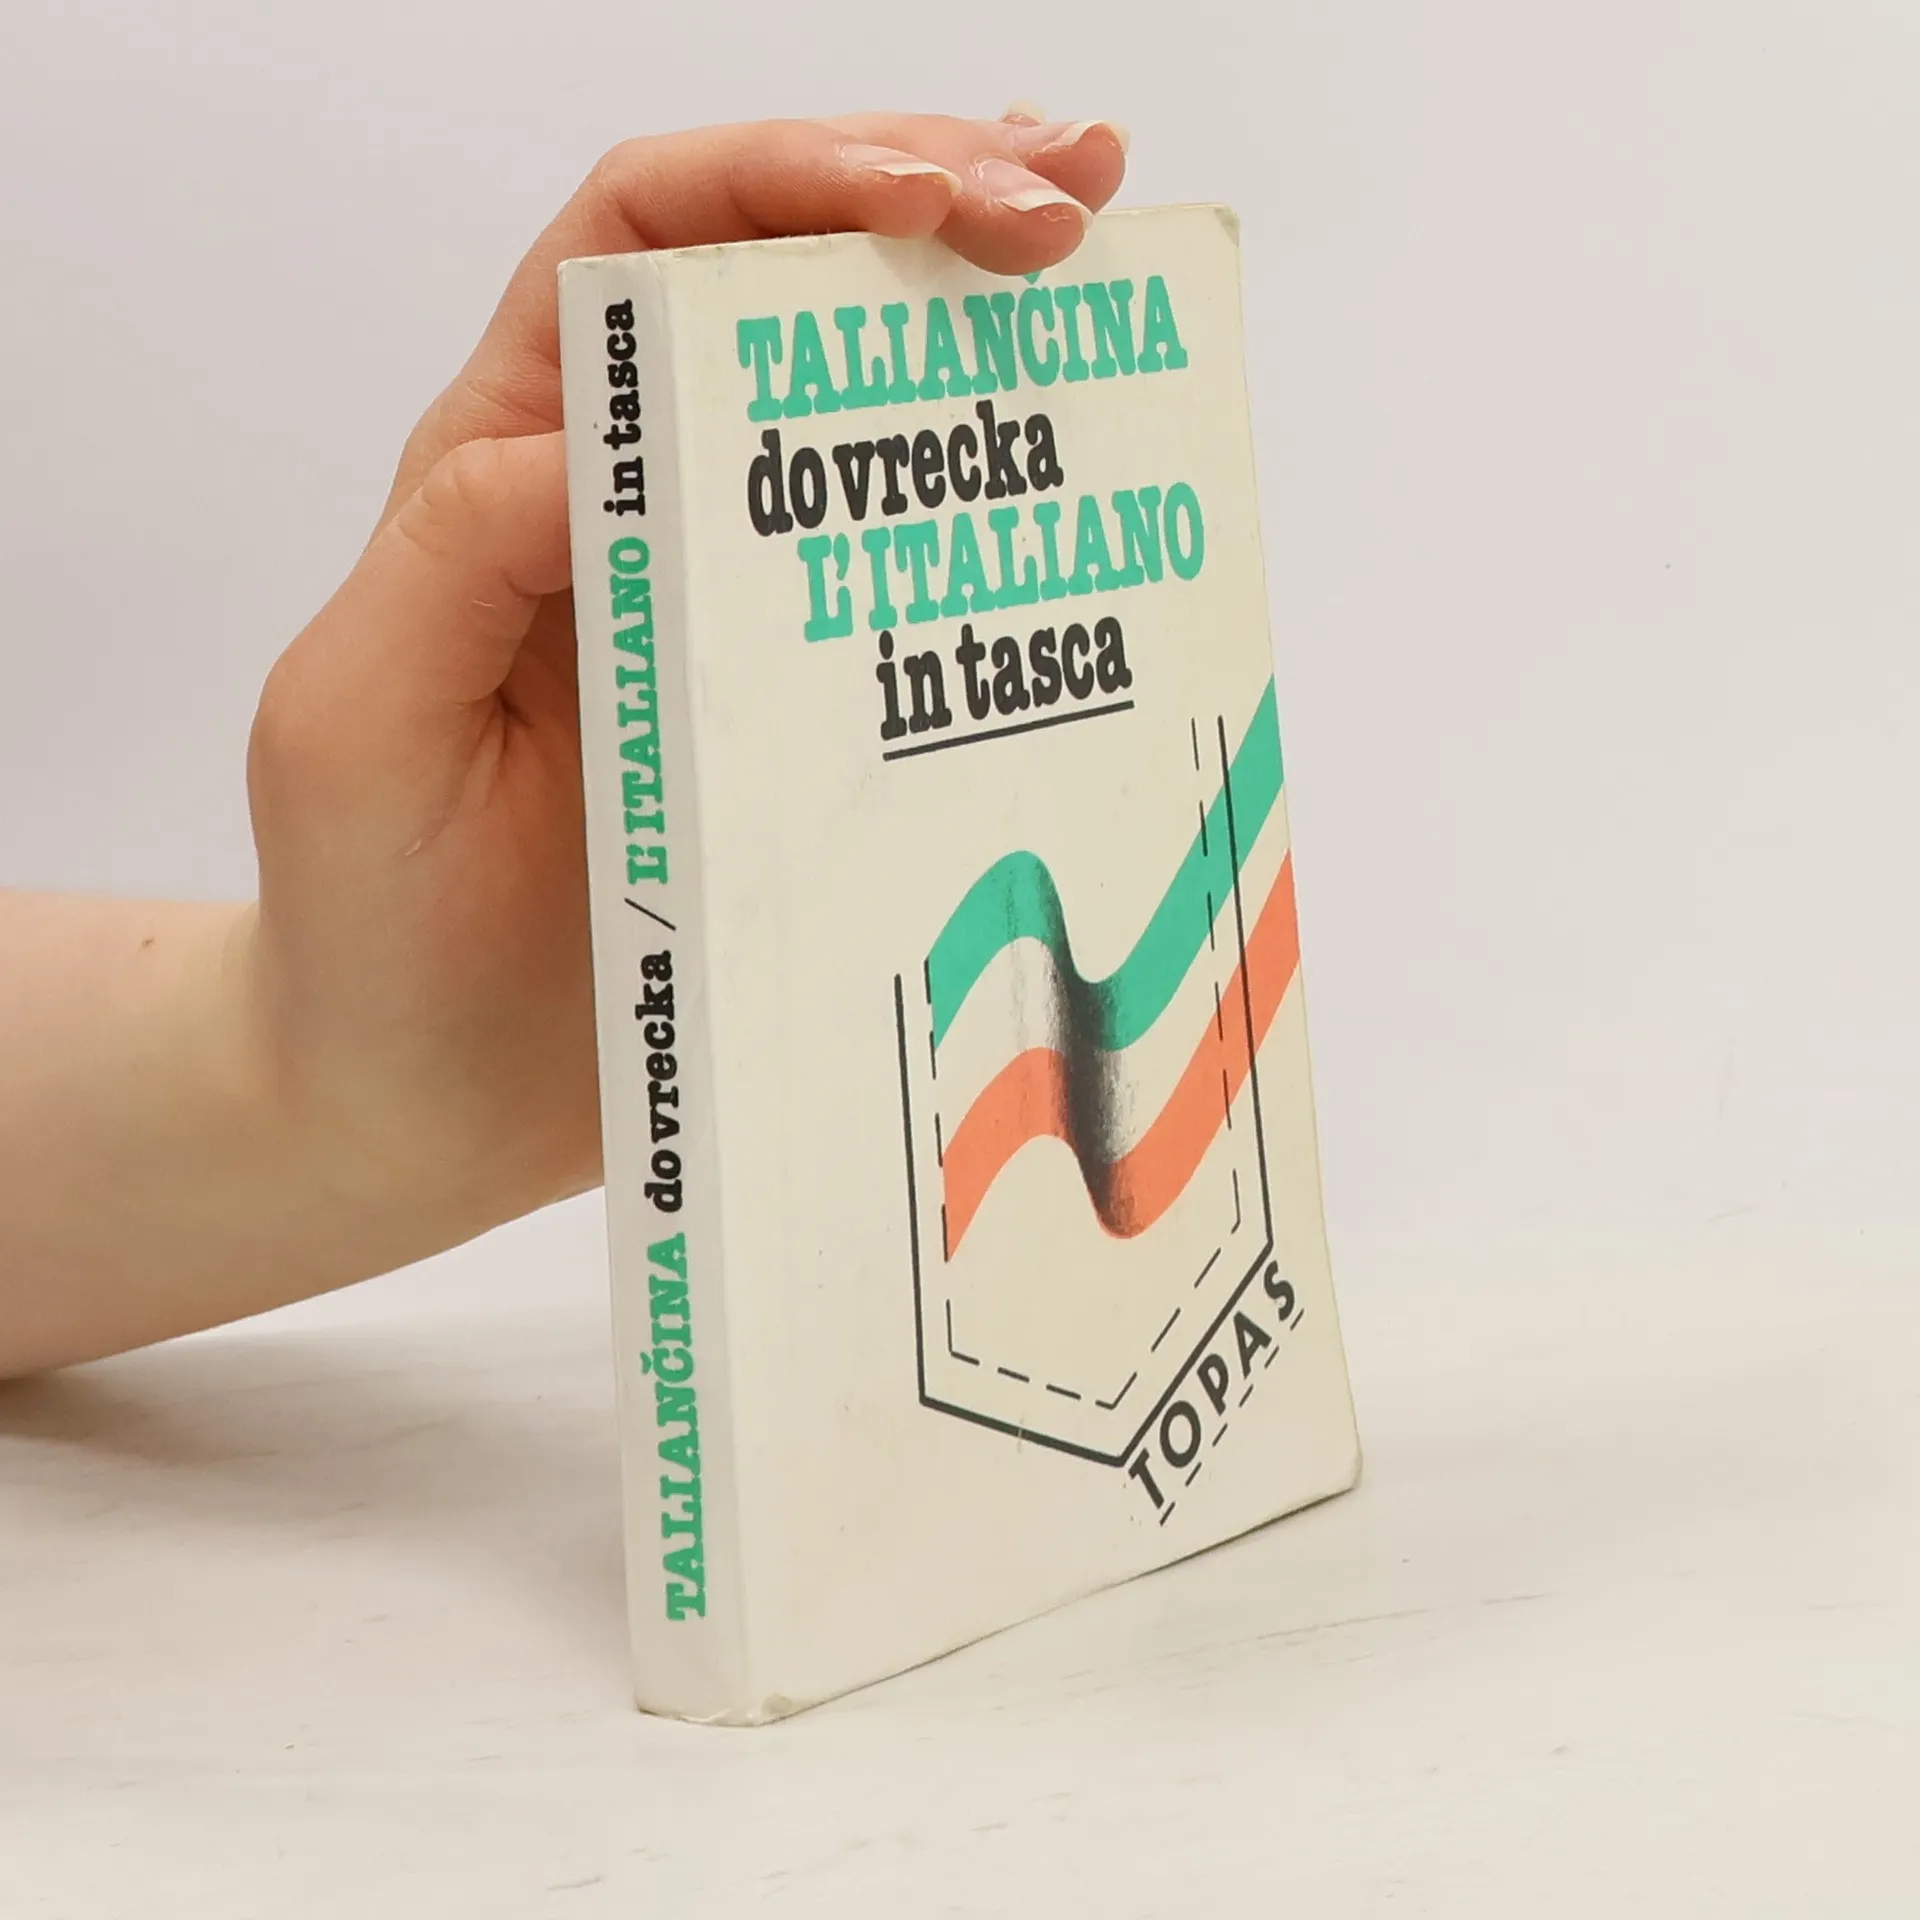 TALIANČINA
do vrecka
L'ITALIANO
in tasca
TOPAS
TALIANČINA do vrecka / L'ITALIANO in tasca